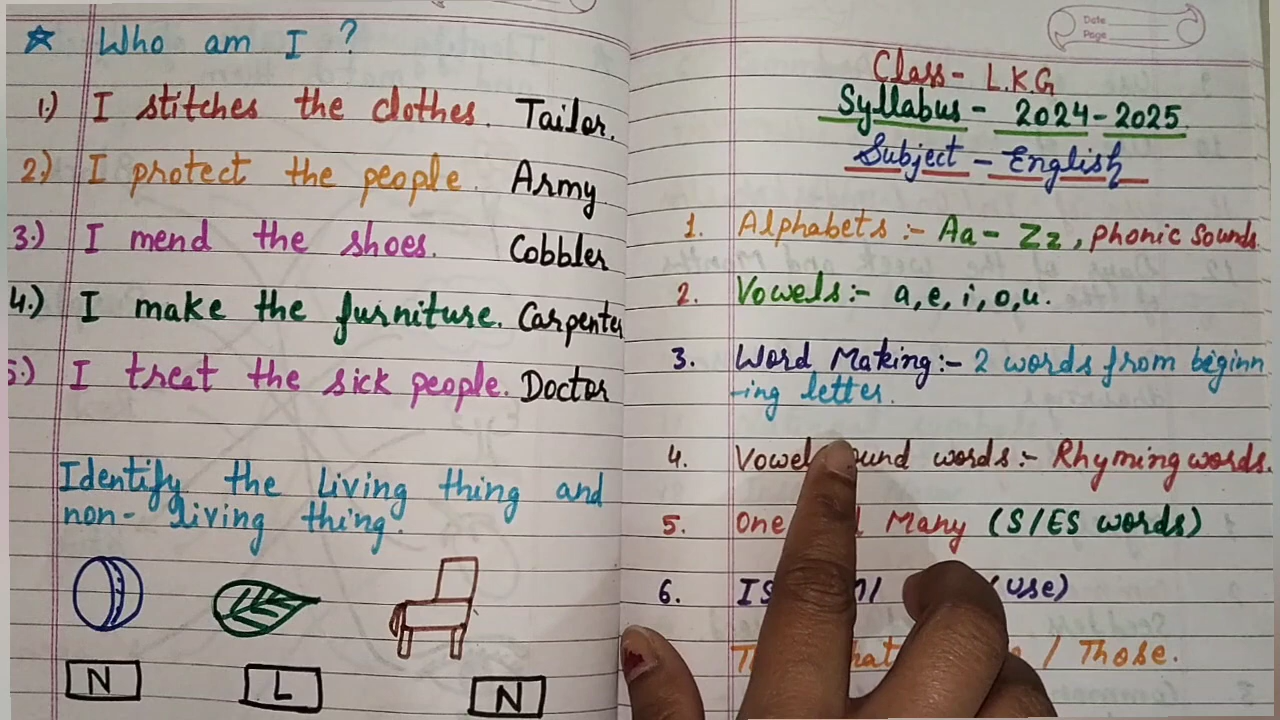 ☆ Who am I ?
1.) I stitches the clothes. Tailor.
2) I protect the people. Army
3.) I mend the shoes. Cobbler
4.) I make the furniture. Carpenter
5.) I treat the sick people. Doctor
Identify the Living thing and
non- living thing.
N L N
Date
Page
Class- L.K.G
Syllabus - 2024-2025
Subject - English
1. Alphabets :- Aa- Zz, phonic sounds.
2. Vowels:- a, e, i, o, u.
3. Word Making:- 2 words from biginn
-ing letter.
4. Vowel words:- Rhyming words.
5. One Many (S/ES words)
6. (Use)
/ Those.